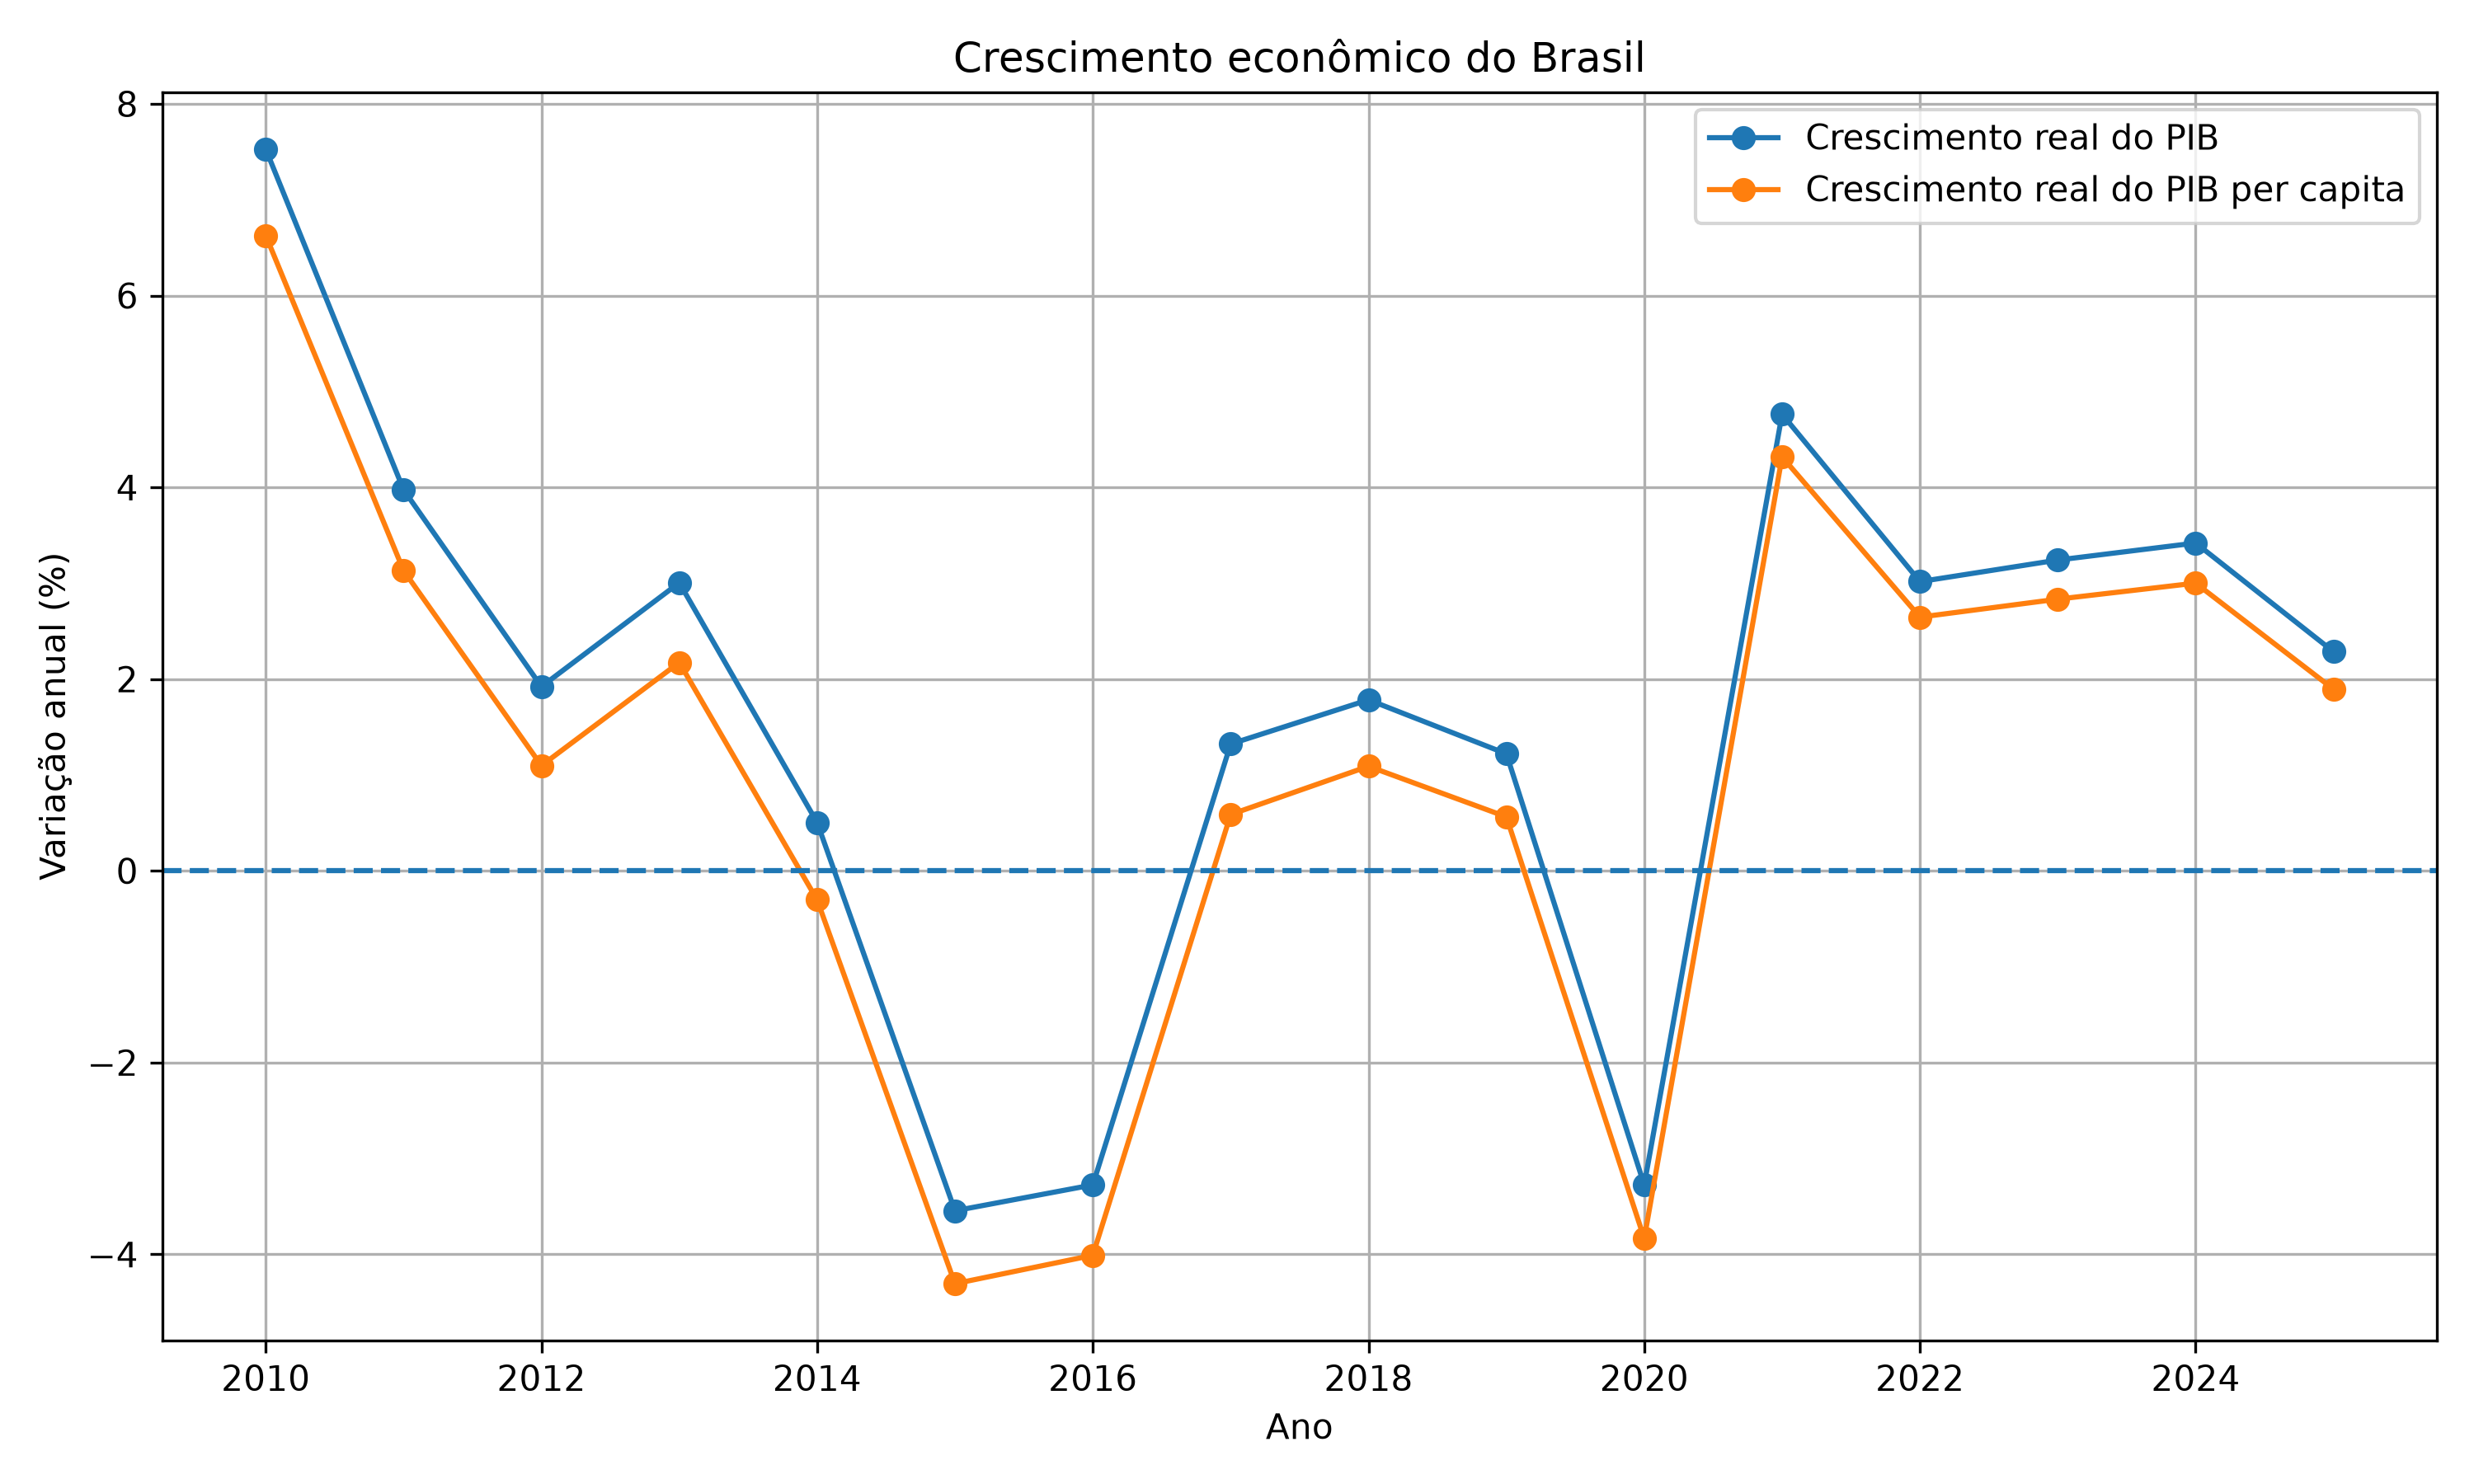 Crescimento econômico do Brasil
Crescimento real do PIB
Crescimento real do PIB per capita
Variação anual (%)
8
6
4
2
0
−2
−4
2010 2012 2014 2016 2018 2020 2022 2024
Ano